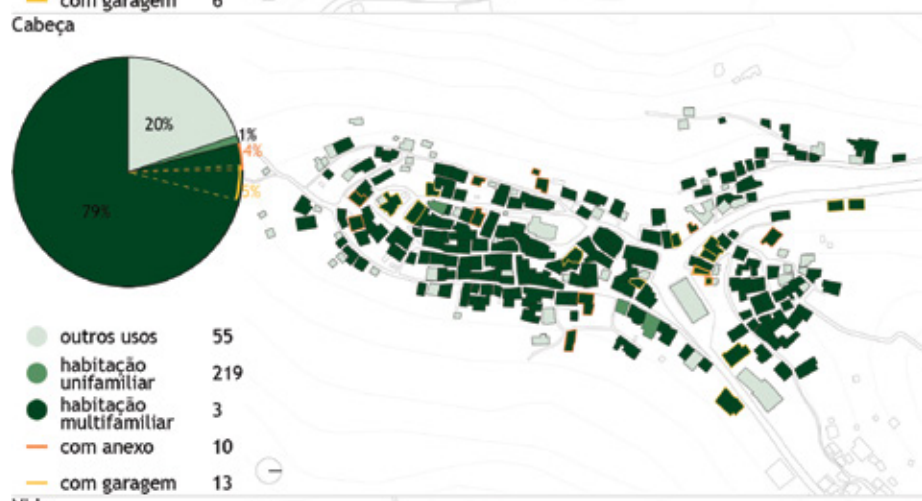 com garagem 6
Cabeça
20%
1%
4%
5%
79%
outros usos 55
habitação
unifamiliar 219
habitação
multifamiliar 3
com anexo 10
com garagem 13